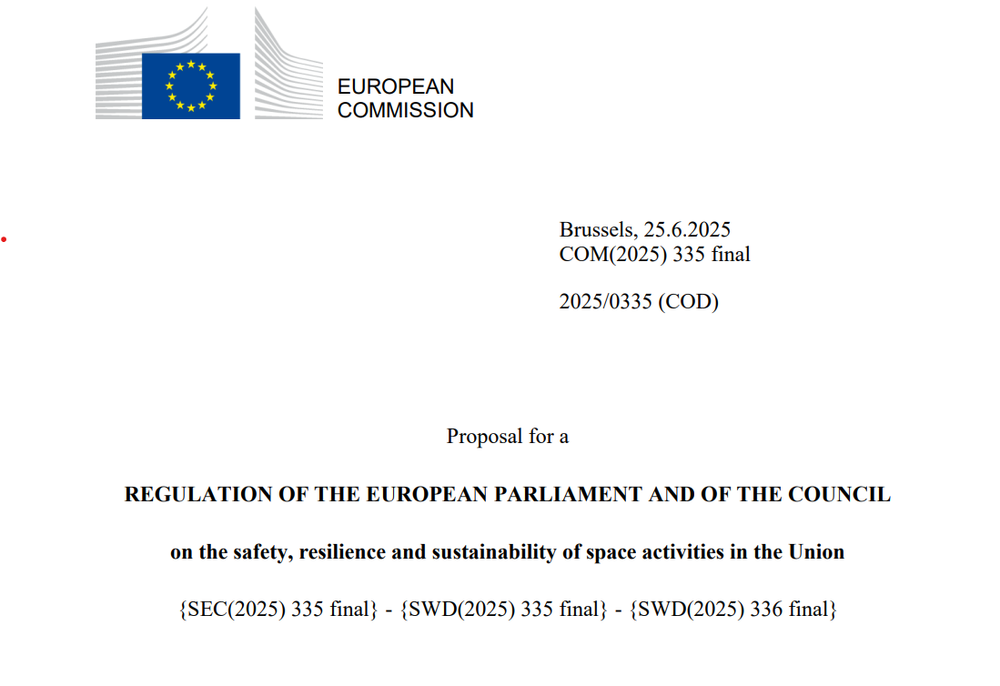 EUROPEAN
COMMISSION
Brussels, 25.6.2025
COM(2025) 335 final
2025/0335 (COD)
Proposal for a
REGULATION OF THE EUROPEAN PARLIAMENT AND OF THE COUNCIL
on the safety, resilience and sustainability of space activities in the Union
{SEC(2025) 335 final} - {SWD(2025) 335 final} - {SWD(2025) 336 final}